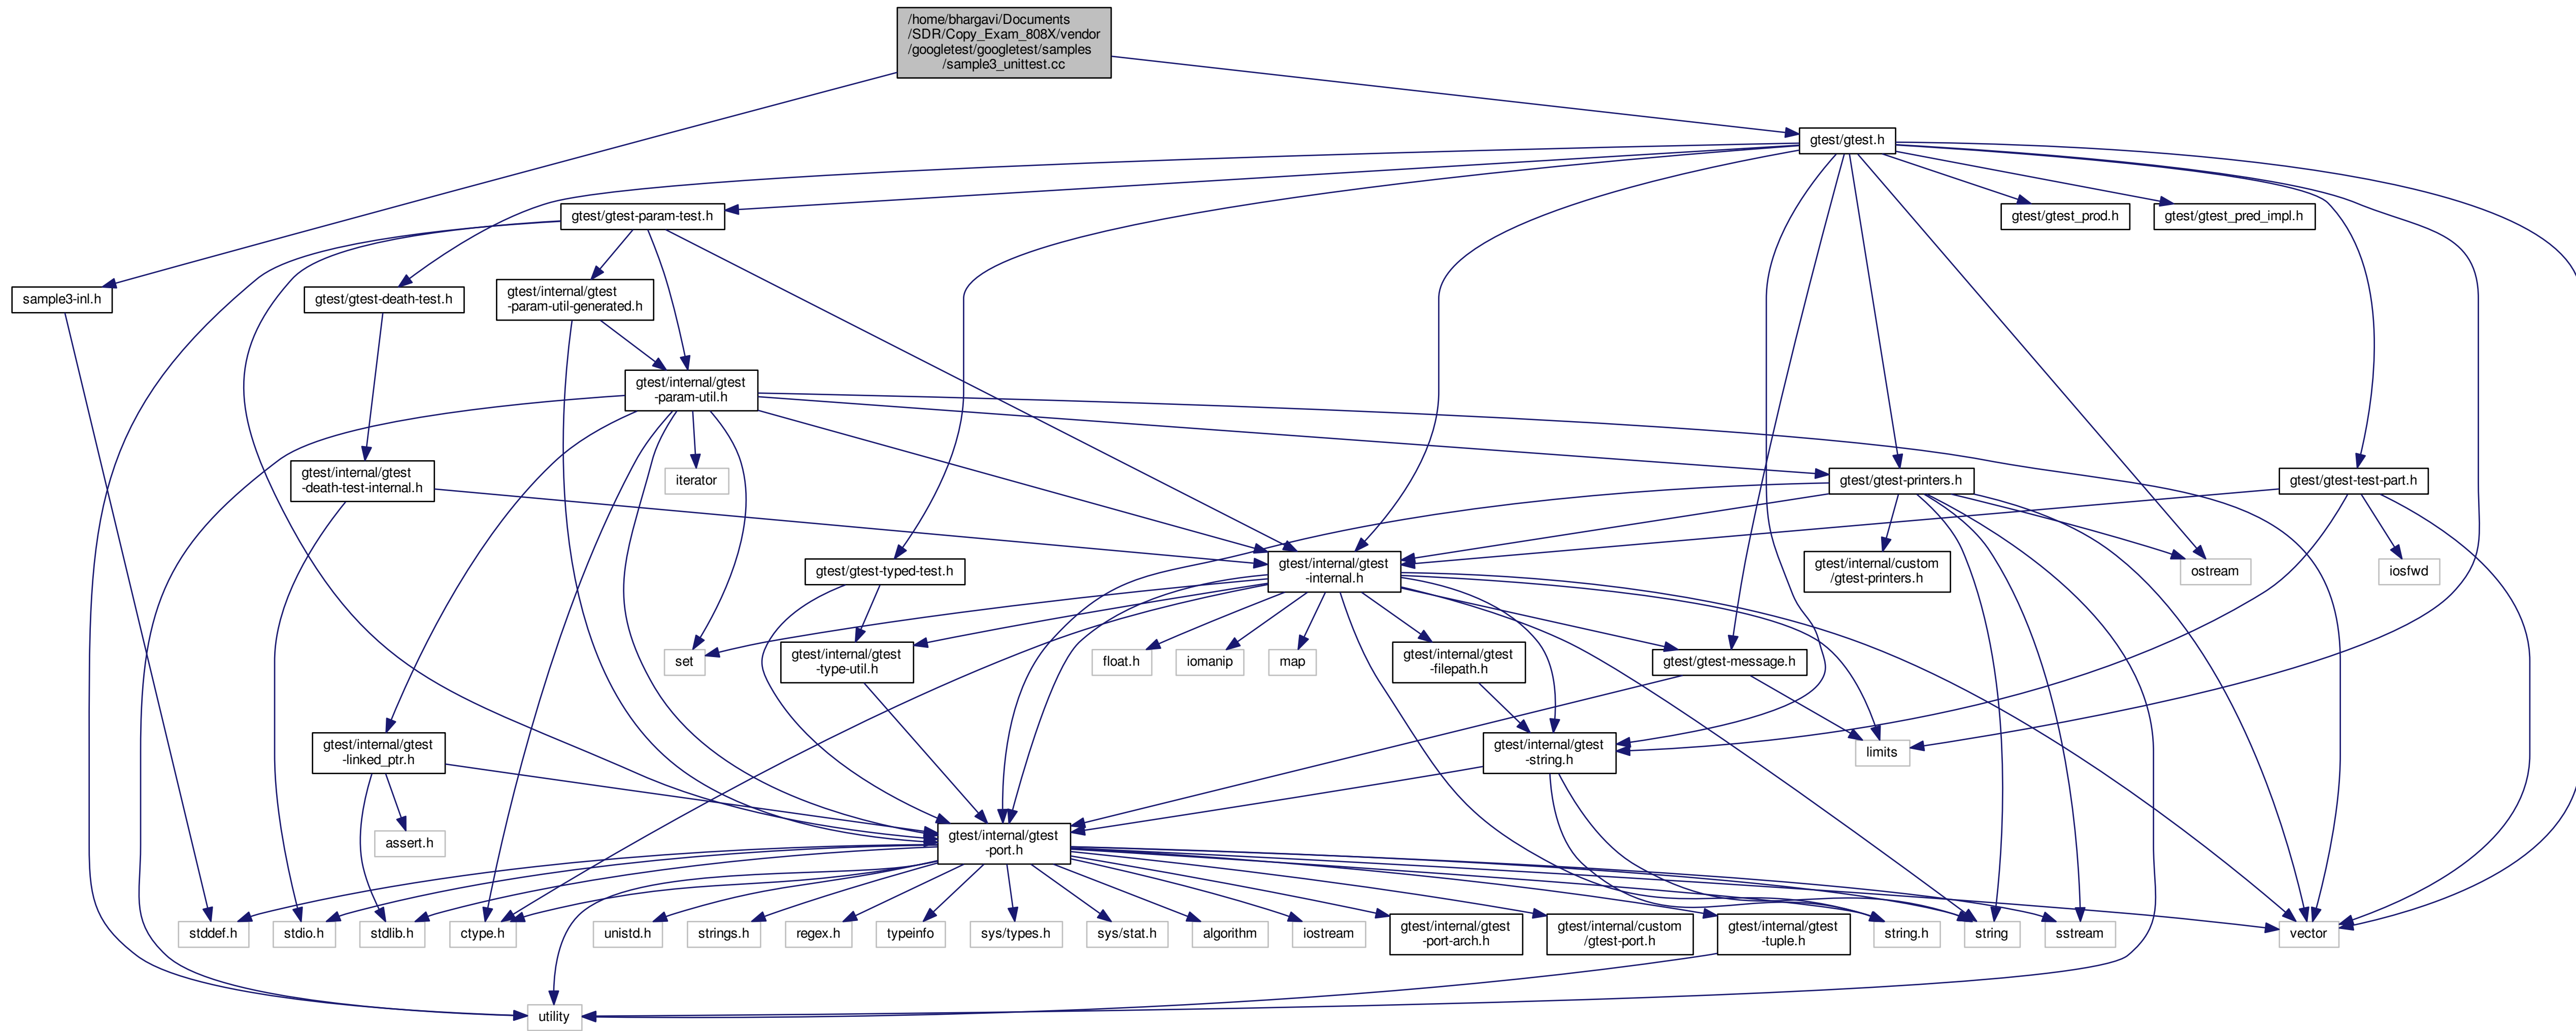 /home/bhargavi/Documents
/SDR/Copy_Exam_808X/vendor
/googletest/googletest/samples
/sample3_unittest.cc
gtest/gtest.h
gtest/gtest-param-test.h
gtest/gtest_prod.h
gtest/gtest_pred_impl.h
sample3-inl.h
gtest/gtest-death-test.h
gtest/internal/gtest
-param-util-generated.h
gtest/internal/gtest
-param-util.h
gtest/internal/gtest
-death-test-internal.h
iterator
gtest/gtest-printers.h
gtest/gtest-test-part.h
gtest/gtest-typed-test.h
gtest/internal/gtest
-internal.h
gtest/internal/custom
/gtest-printers.h
ostream
iosfwd
set
gtest/internal/gtest
-type-util.h
float.h
iomanip
map
gtest/internal/gtest
-filepath.h
gtest/gtest-message.h
gtest/internal/gtest
-linked_ptr.h
gtest/internal/gtest
-string.h
limits
assert.h
gtest/internal/gtest
-port.h
stddef.h
stdio.h
stdlib.h
ctype.h
unistd.h
strings.h
regex.h
typeinfo
sys/types.h
sys/stat.h
algorithm
iostream
gtest/internal/gtest
-port-arch.h
gtest/internal/custom
/gtest-port.h
gtest/internal/gtest
-tuple.h
string.h
string
sstream
vector
utility